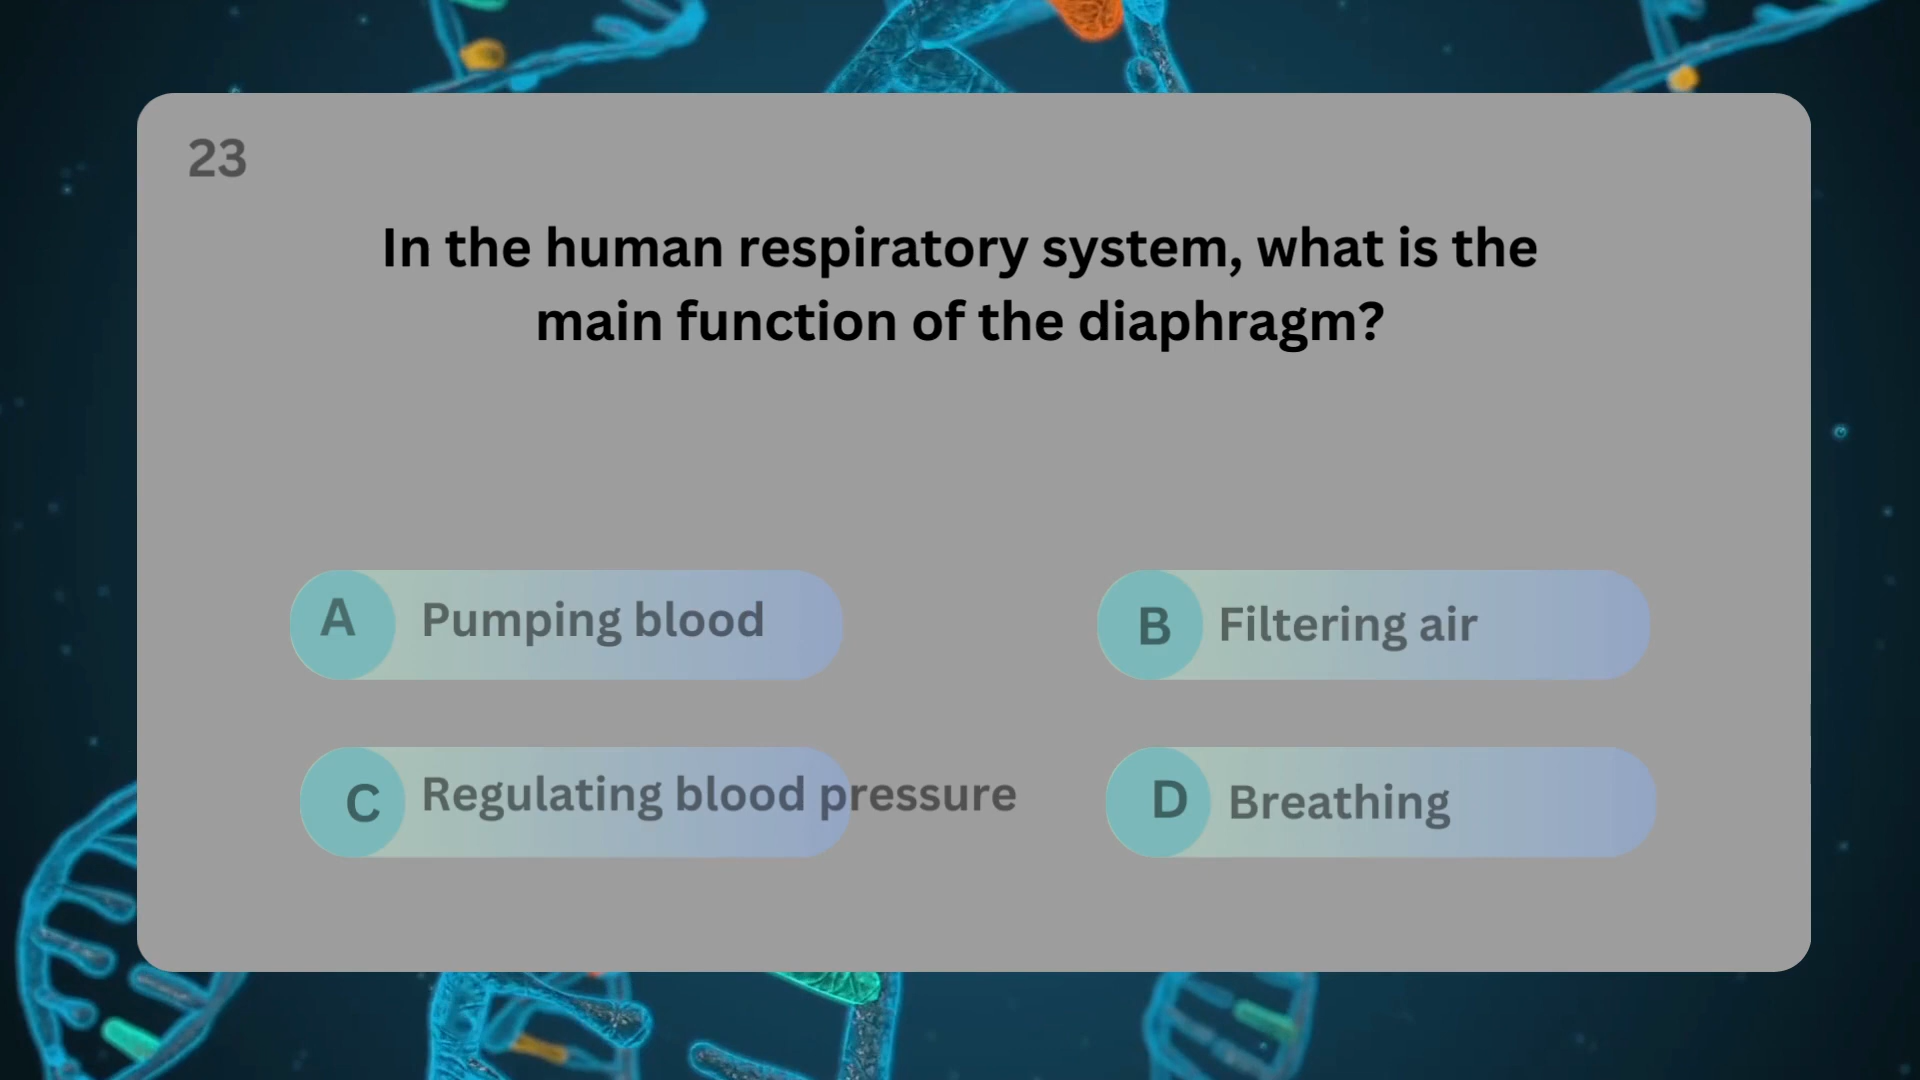 23
In the human respiratory system, what is the
main function of the diaphragm?
A Pumping blood
B Filtering air
C Regulating blood pressure
D Breathing